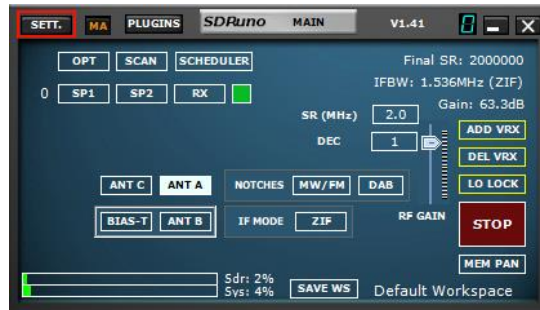 SETT. MA PLUGINS SDRuno MAIN V1.41 8
OPT SCAN SCHEDULER Final SR: 2000000
IFBW: 1.536MHz (ZIF)
0 SP1 SP2 RX Gain: 63.3dB
SR (MHz) 2.0
ADD VRX
DEC 1
DEL VRX
ANT C ANT A NOTCHES MW/FM DAB LO LOCK
BIAS-T ANT B IF MODE ZIF RF GAIN STOP
MEM PAN
Sdr: 2%
Sys: 4% SAVE WS Default Workspace